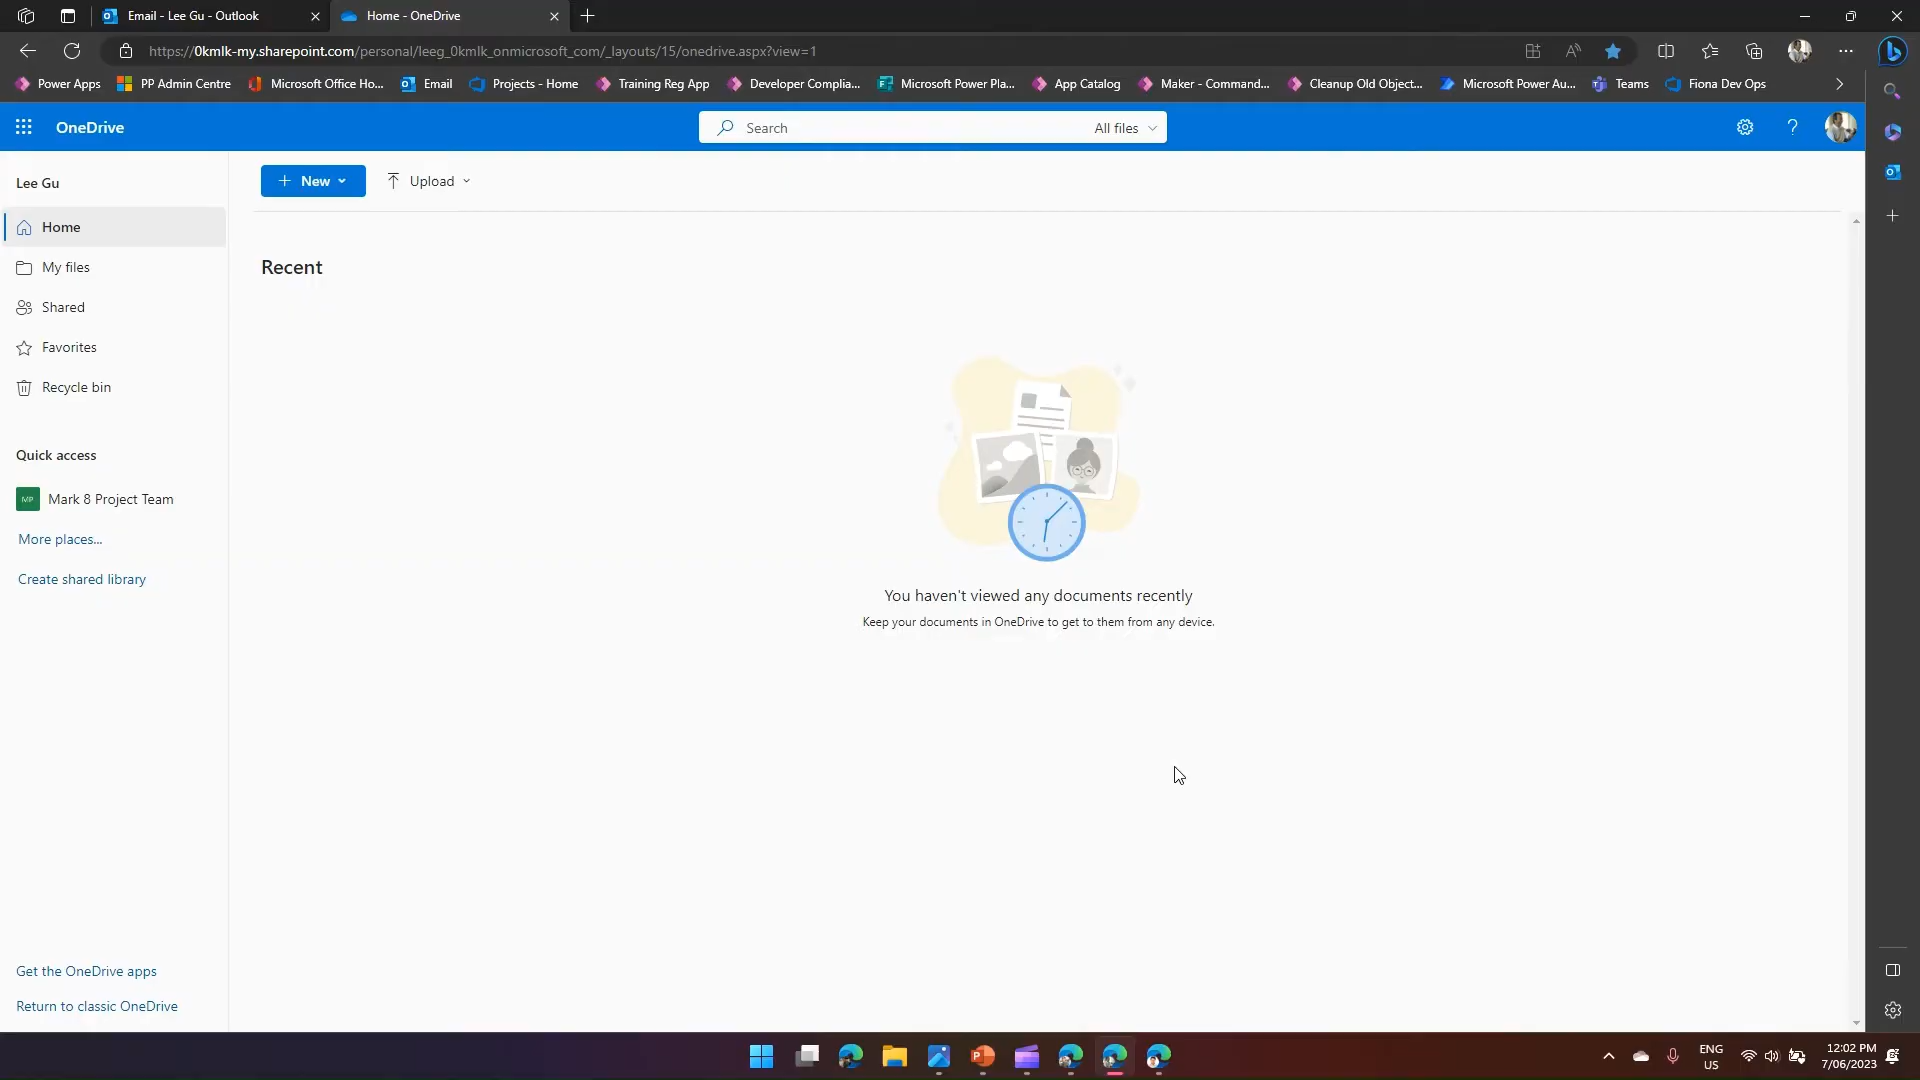 Email - Lee Gu - Outlook
Home - OneDrive
https://0kmlk-my.sharepoint.com/personal/leeg_0kmlk_onmicrosoft_com/_layouts/15/onedrive.aspx?view=1
Power Apps
PP Admin Centre
Microsoft Office Ho...
Email
Projects - Home
Training Reg App
Developer Complia...
Microsoft Power Pla...
App Catalog
Maker - Command...
Cleanup Old Object...
Microsoft Power Au...
Teams
Fiona Dev Ops
OneDrive
Search
All files
Lee Gu
New
Upload
Home
My files
Shared
Favorites
Recycle bin
Recent
Quick access
MP
Mark 8 Project Team
More places...
Create shared library
You haven't viewed any documents recently
Keep your documents in OneDrive to get to them from any device.
Get the OneDrive apps
Return to classic OneDrive
ENG
US
12:02 PM
7/06/2023